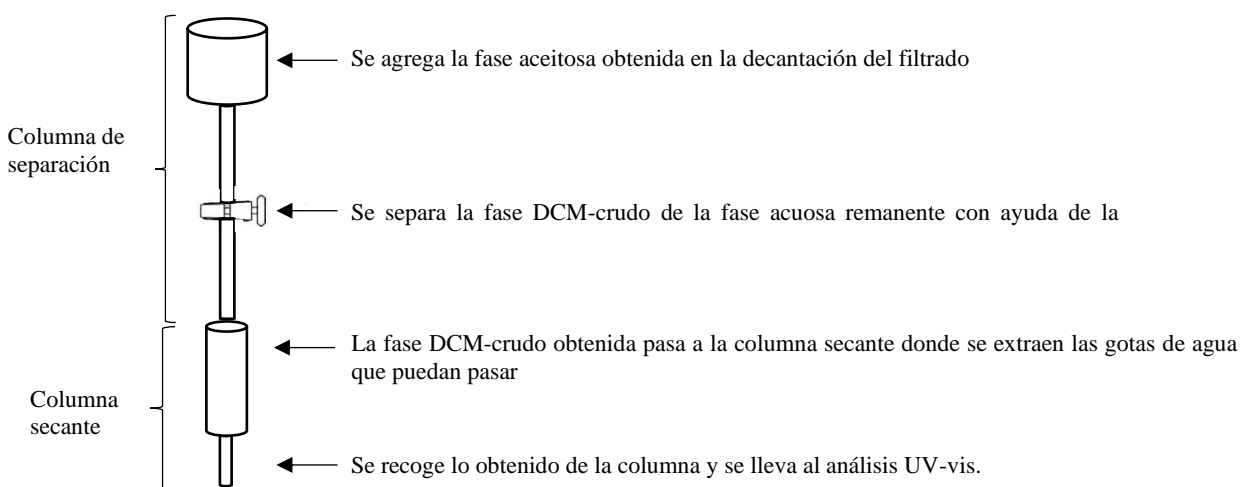 Se agrega la fase aceitosa obtenida en la decantación del filtrado
Columna de
separación
Se separa la fase DCM-crudo de la fase acuosa remanente con ayuda de la
La fase DCM-crudo obtenida pasa a la columna secante donde se extraen las gotas de agua
que puedan pasar
Columna
secante
Se recoge lo obtenido de la columna y se lleva al análisis UV-vis.